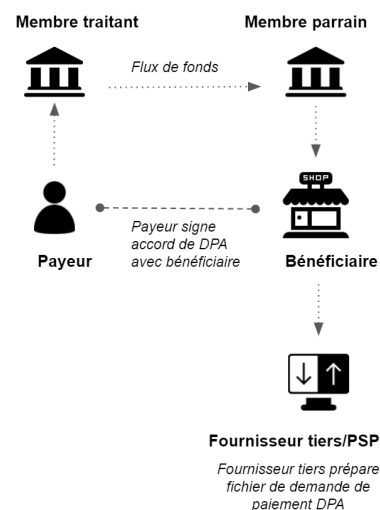 Membre traitant
Membre parrain
Flux de fonds
SHOP
Payeur signe
accord de DPA
avec bénéficiaire
Payeur
Bénéficiaire
Fournisseur tiers/PSP
Fournisseur tiers prépare
fichier de demande de
paiement DPA